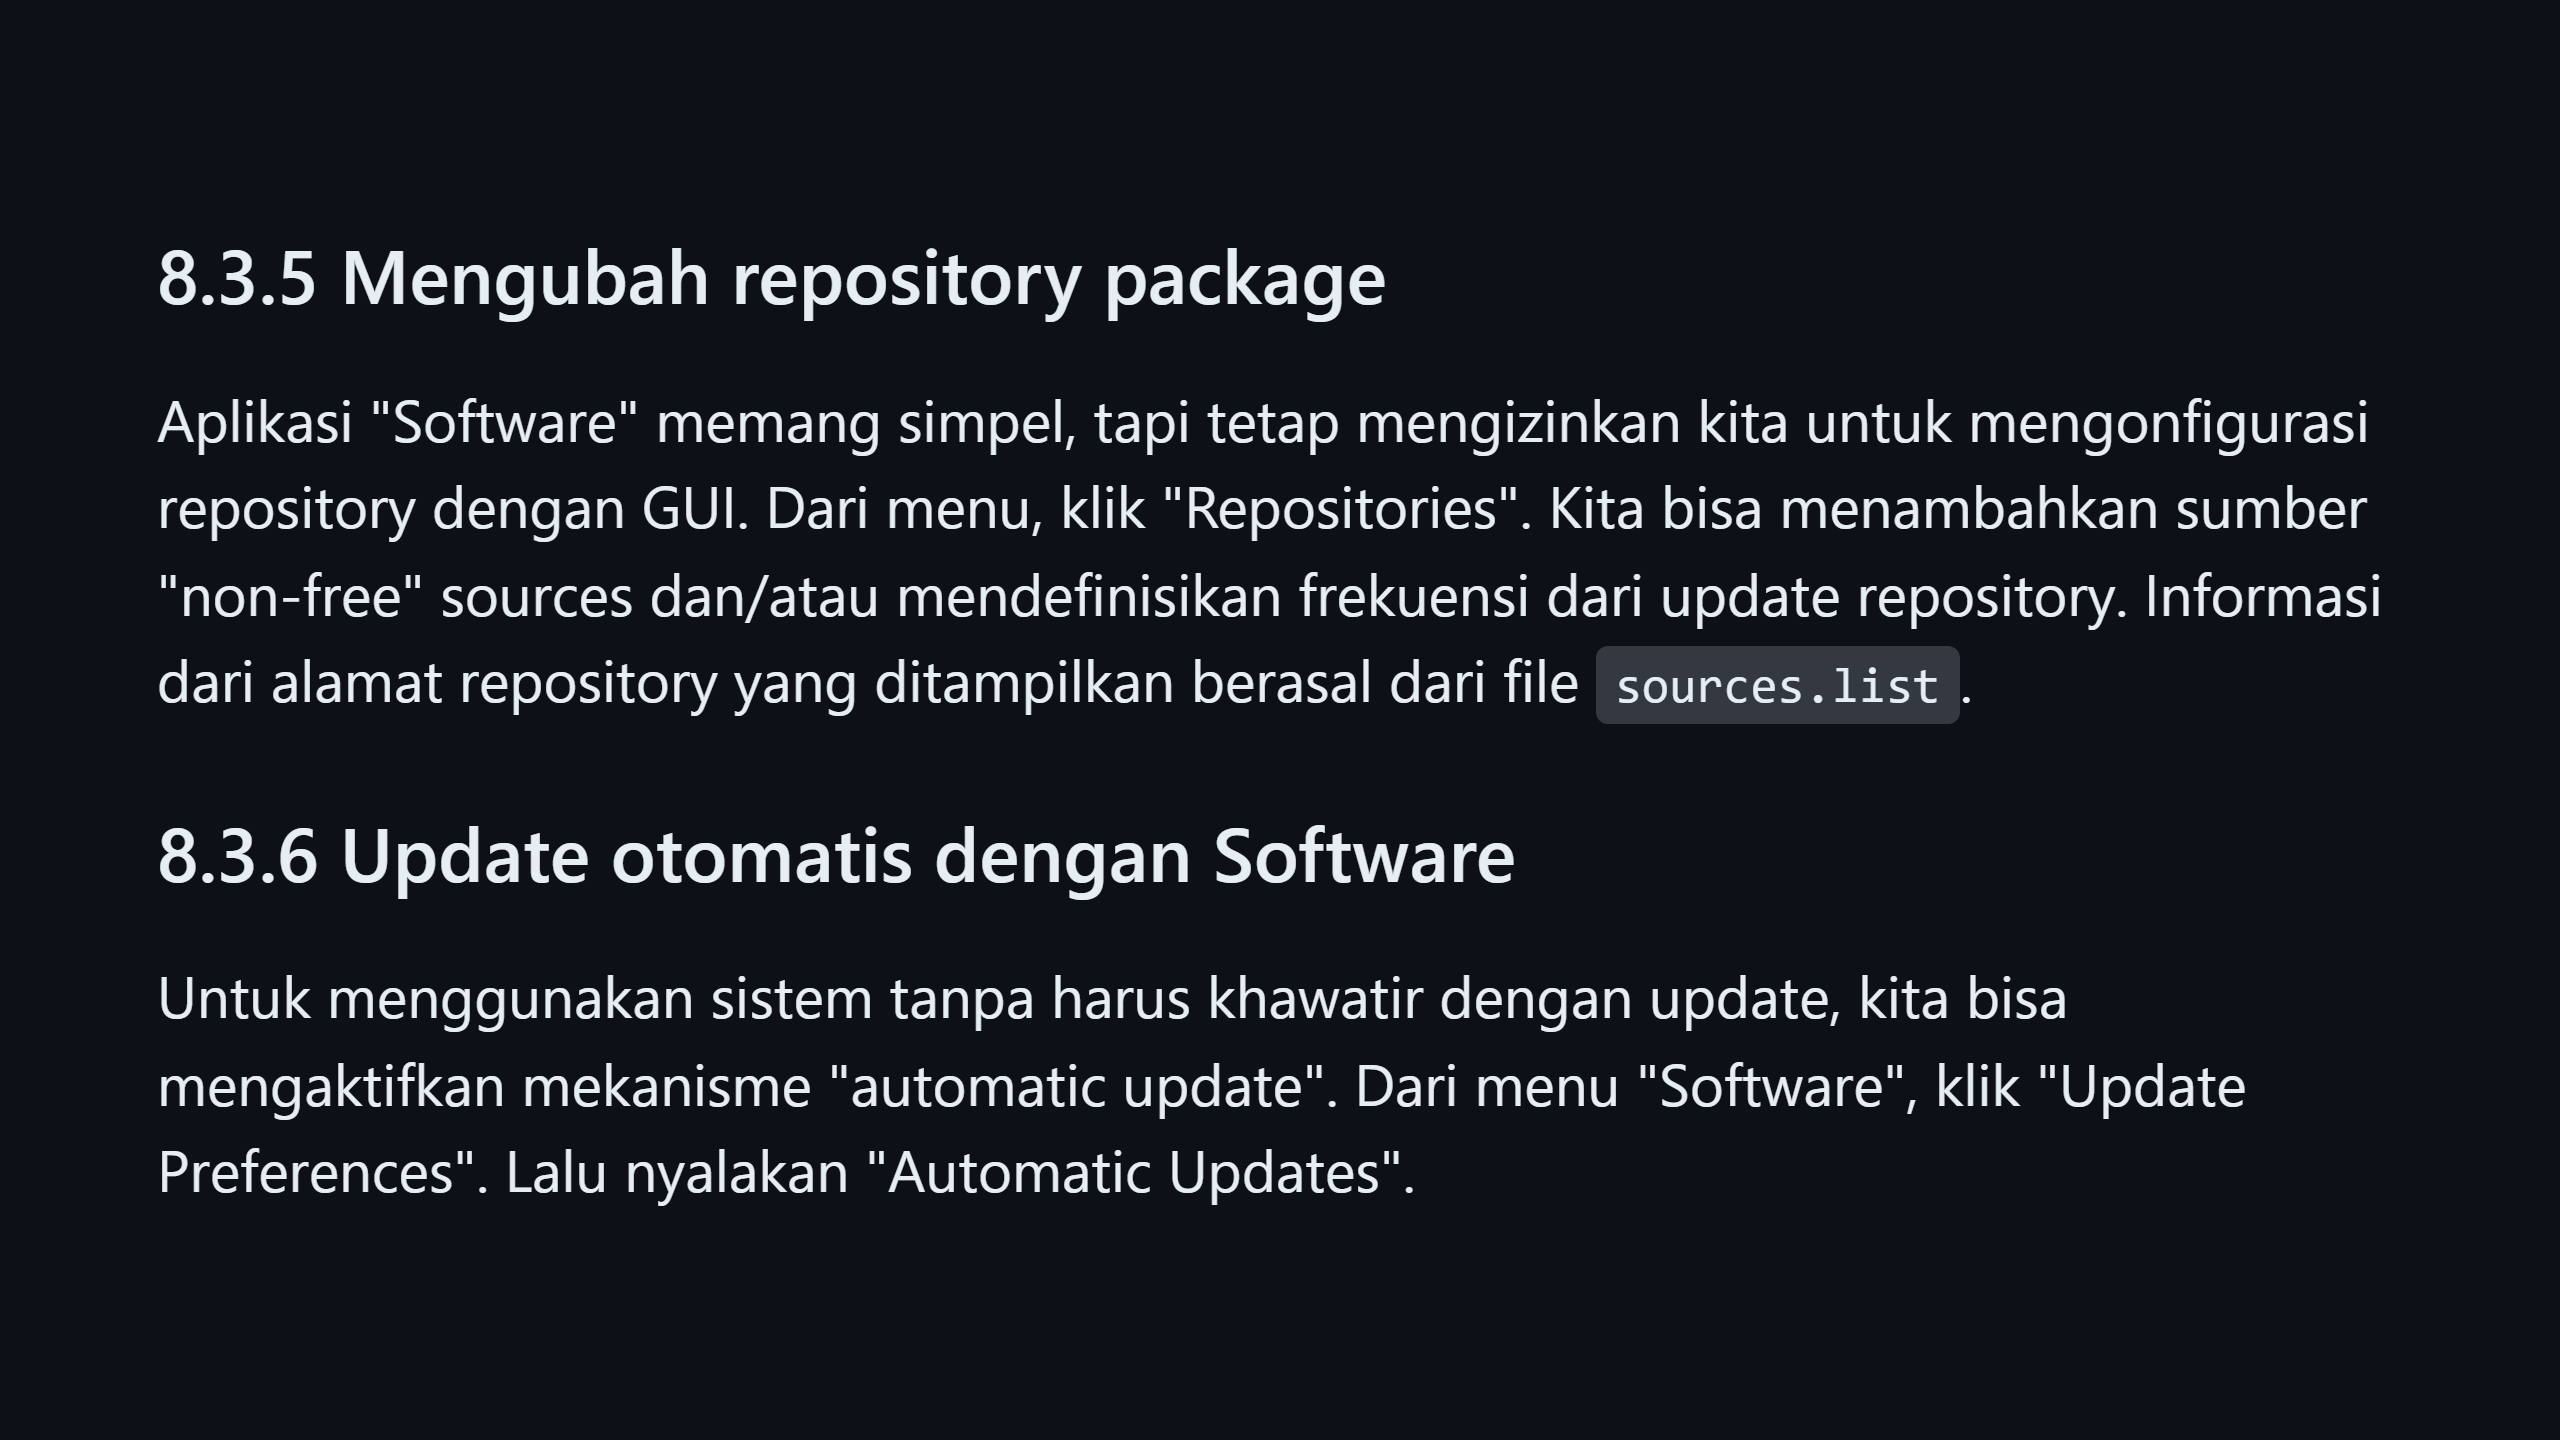 8.3.5 Mengubah repository package
Aplikasi "Software" memang simpel, tapi tetap mengizinkan kita untuk mengonfigurasi
repository dengan GUI. Dari menu, klik "Repositories". Kita bisa menambahkan sumber
"non-free" sources dan/atau mendefinisikan frekuensi dari update repository. Informasi
dari alamat repository yang ditampilkan berasal dari file sources.list.
8.3.6 Update otomatis dengan Software
Untuk menggunakan sistem tanpa harus khawatir dengan update, kita bisa
mengaktifkan mekanisme "automatic update". Dari menu "Software", klik "Update
Preferences". Lalu nyalakan "Automatic Updates".